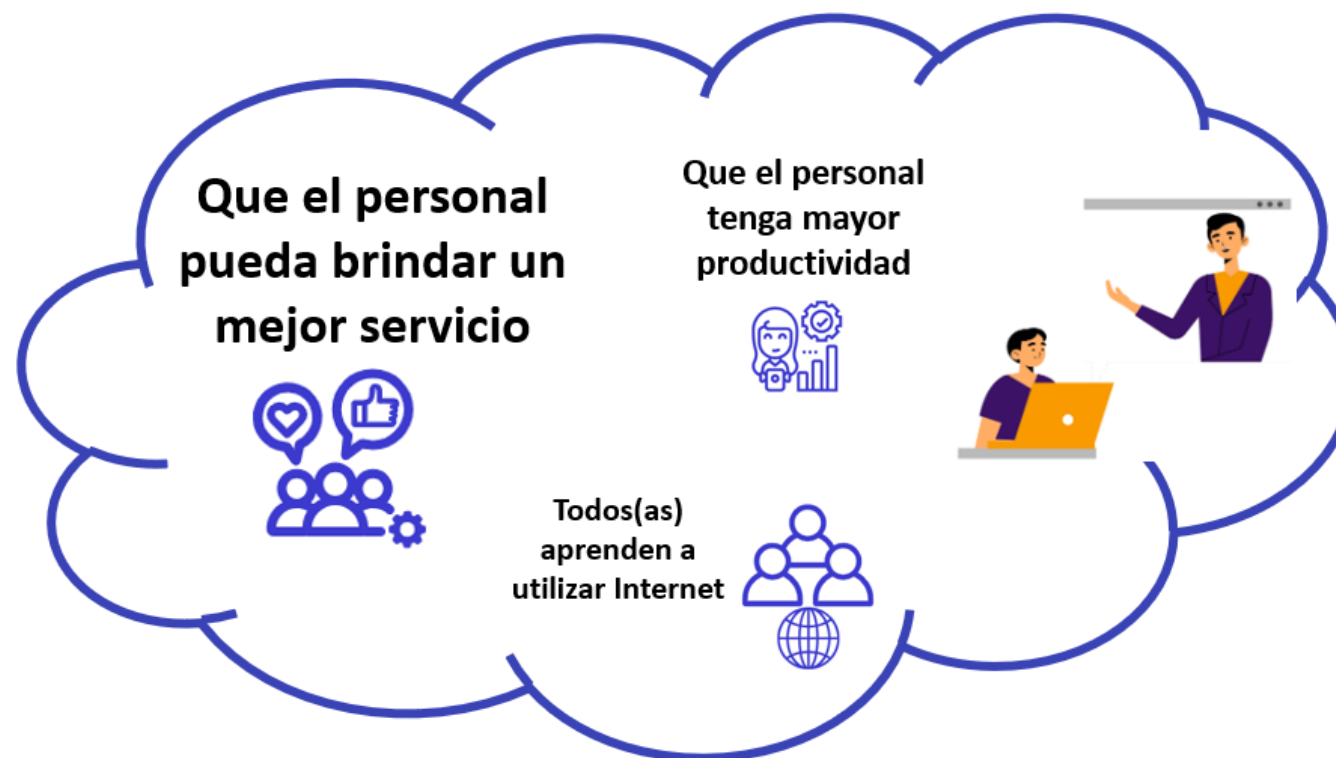 Que el personal
pueda brindar un
mejor servicio
Que el personal
tenga mayor
productividad
Todos(as)
aprenden a
utilizar Internet